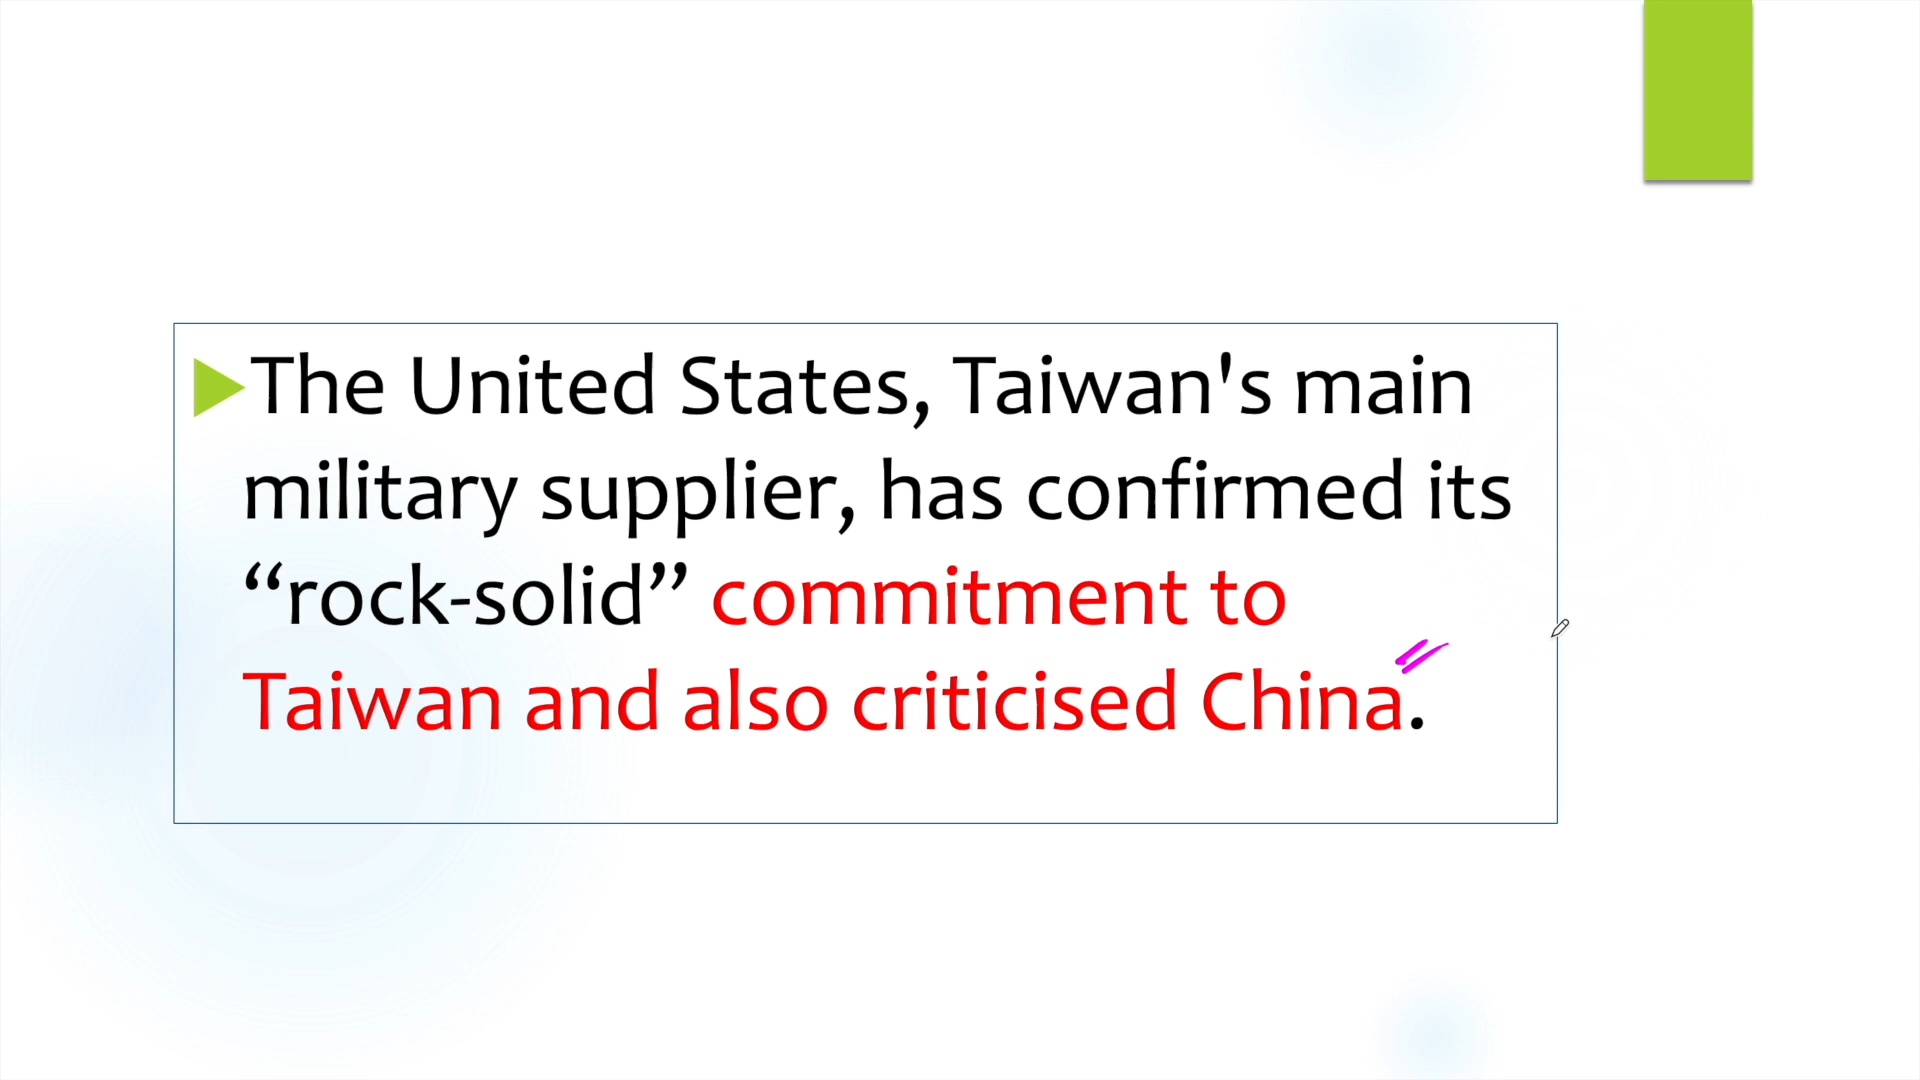 The United States, Taiwan's main
military supplier, has confirmed its
“rock-solid” commitment to
Taiwan and also criticised China.